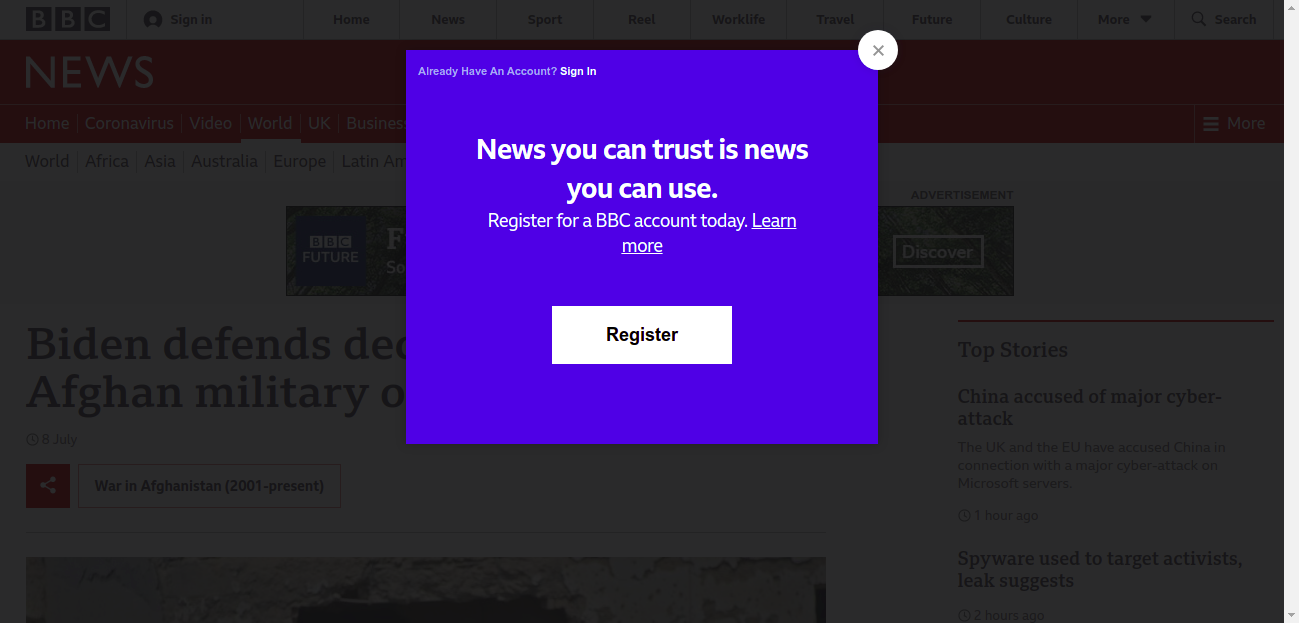 BBC
Sign in
Home
News
Sport
Reel
Worklife
Travel
Future
Culture
More
Search
NEWS
Home
Coronavirus
Video
World
UK
Business
More
World
Africa
Asia
Australia
Europe
Latin Am
Already Have An Account? Sign In
News you can trust is news
you can use.
Register for a BBC account today. Learn
more
Register
ADVERTISEMENT
BBC
FUTURE
F
So
Discover
Biden defends dec
Afghan military o
8 July
War in Afghanistan (2001-present)
Top Stories
China accused of major cyber-
attack
The UK and the EU have accused China in
connection with a major cyber-attack on
Microsoft servers.
1 hour ago
Spyware used to target activists,
leak suggests
2 hours ago